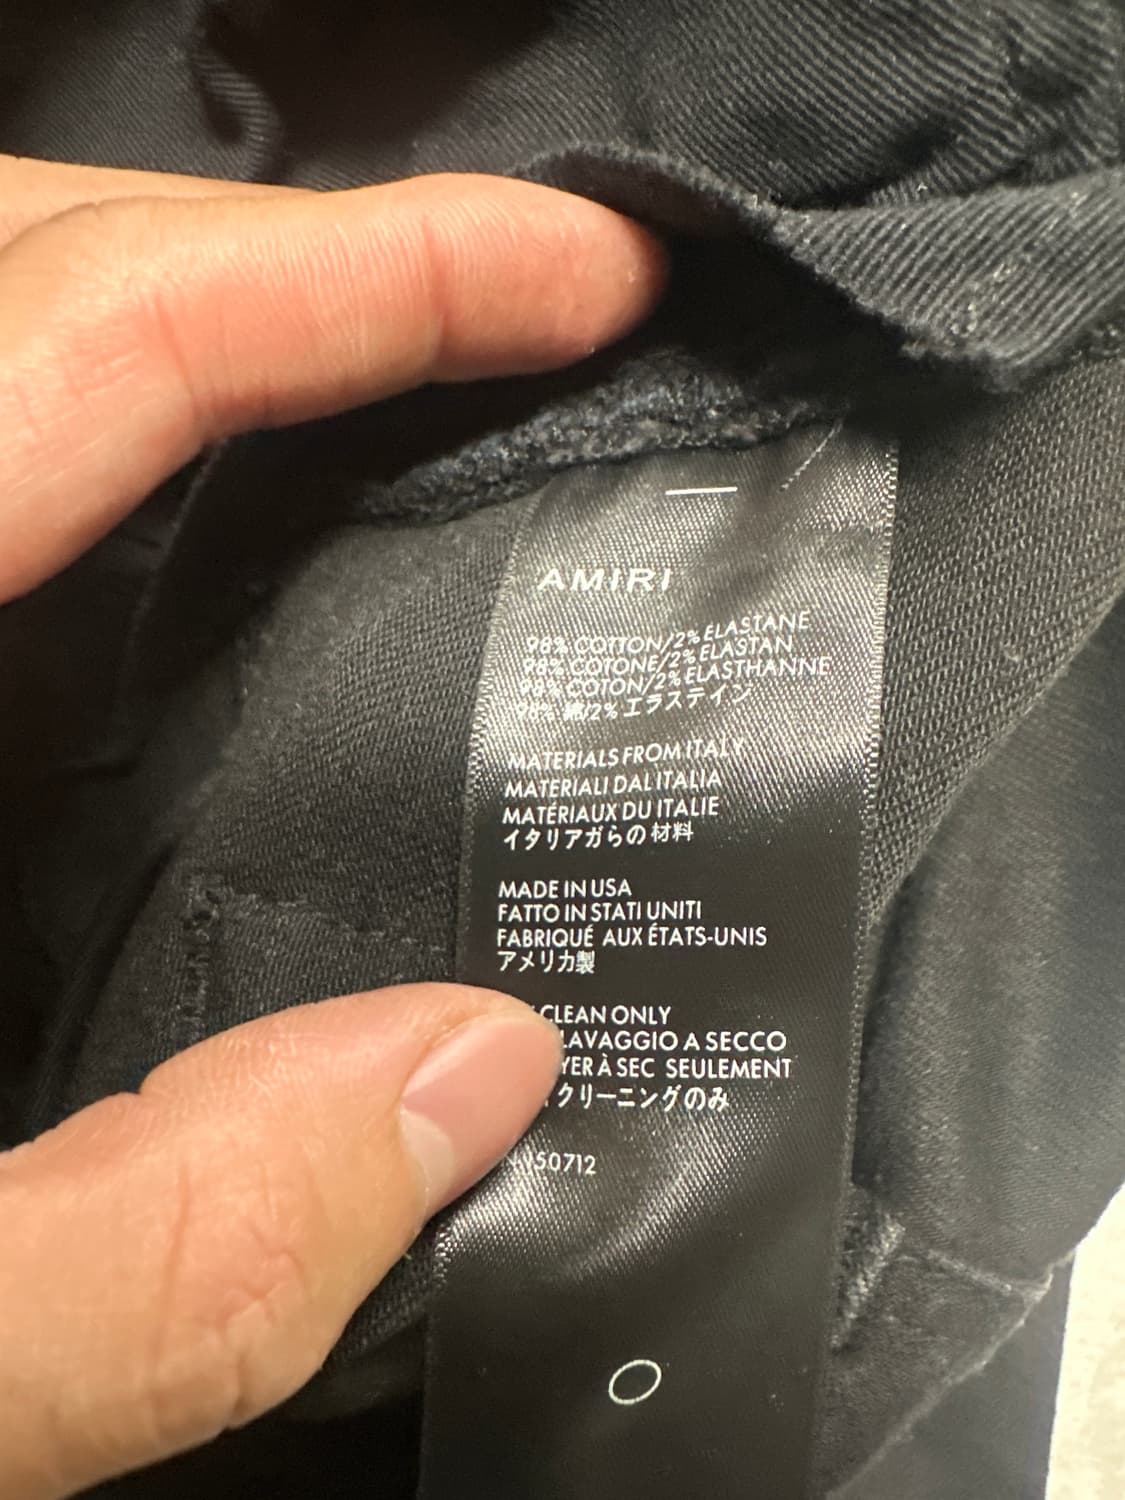 AMIRI
98% COTTON/2% ELASTANE
98% COTONE/2% ELASTAN
98% COTON/2% ELASTHANNE
98% 綿/2% エラステイン
MATERIALS FROM ITALY
MATERIALI DAL ITALIA
MATÉRIAUX DU ITALIE
イタリアガらの材料
MADE IN USA
FATTO IN STATI UNITI
FABRIQUÉ AUX ÉTATS-UNIS
アメリカ製
CLEAN ONLY
LAVAGGIO A SECCO
À SEC SEULEMENT
クリーニングのみ